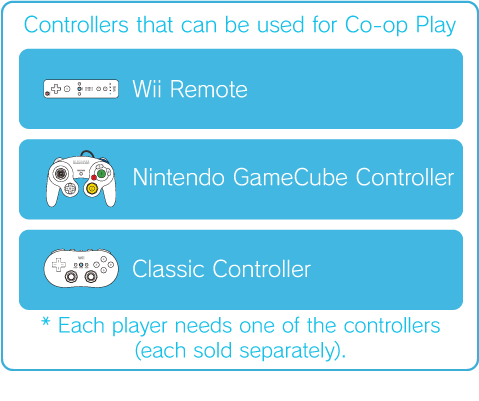 Controllers that can be used for Co-op Play
Wii Remote
Nintendo GameCube Controller
Classic Controller
* Each player needs one of the controllers
(each sold separately).